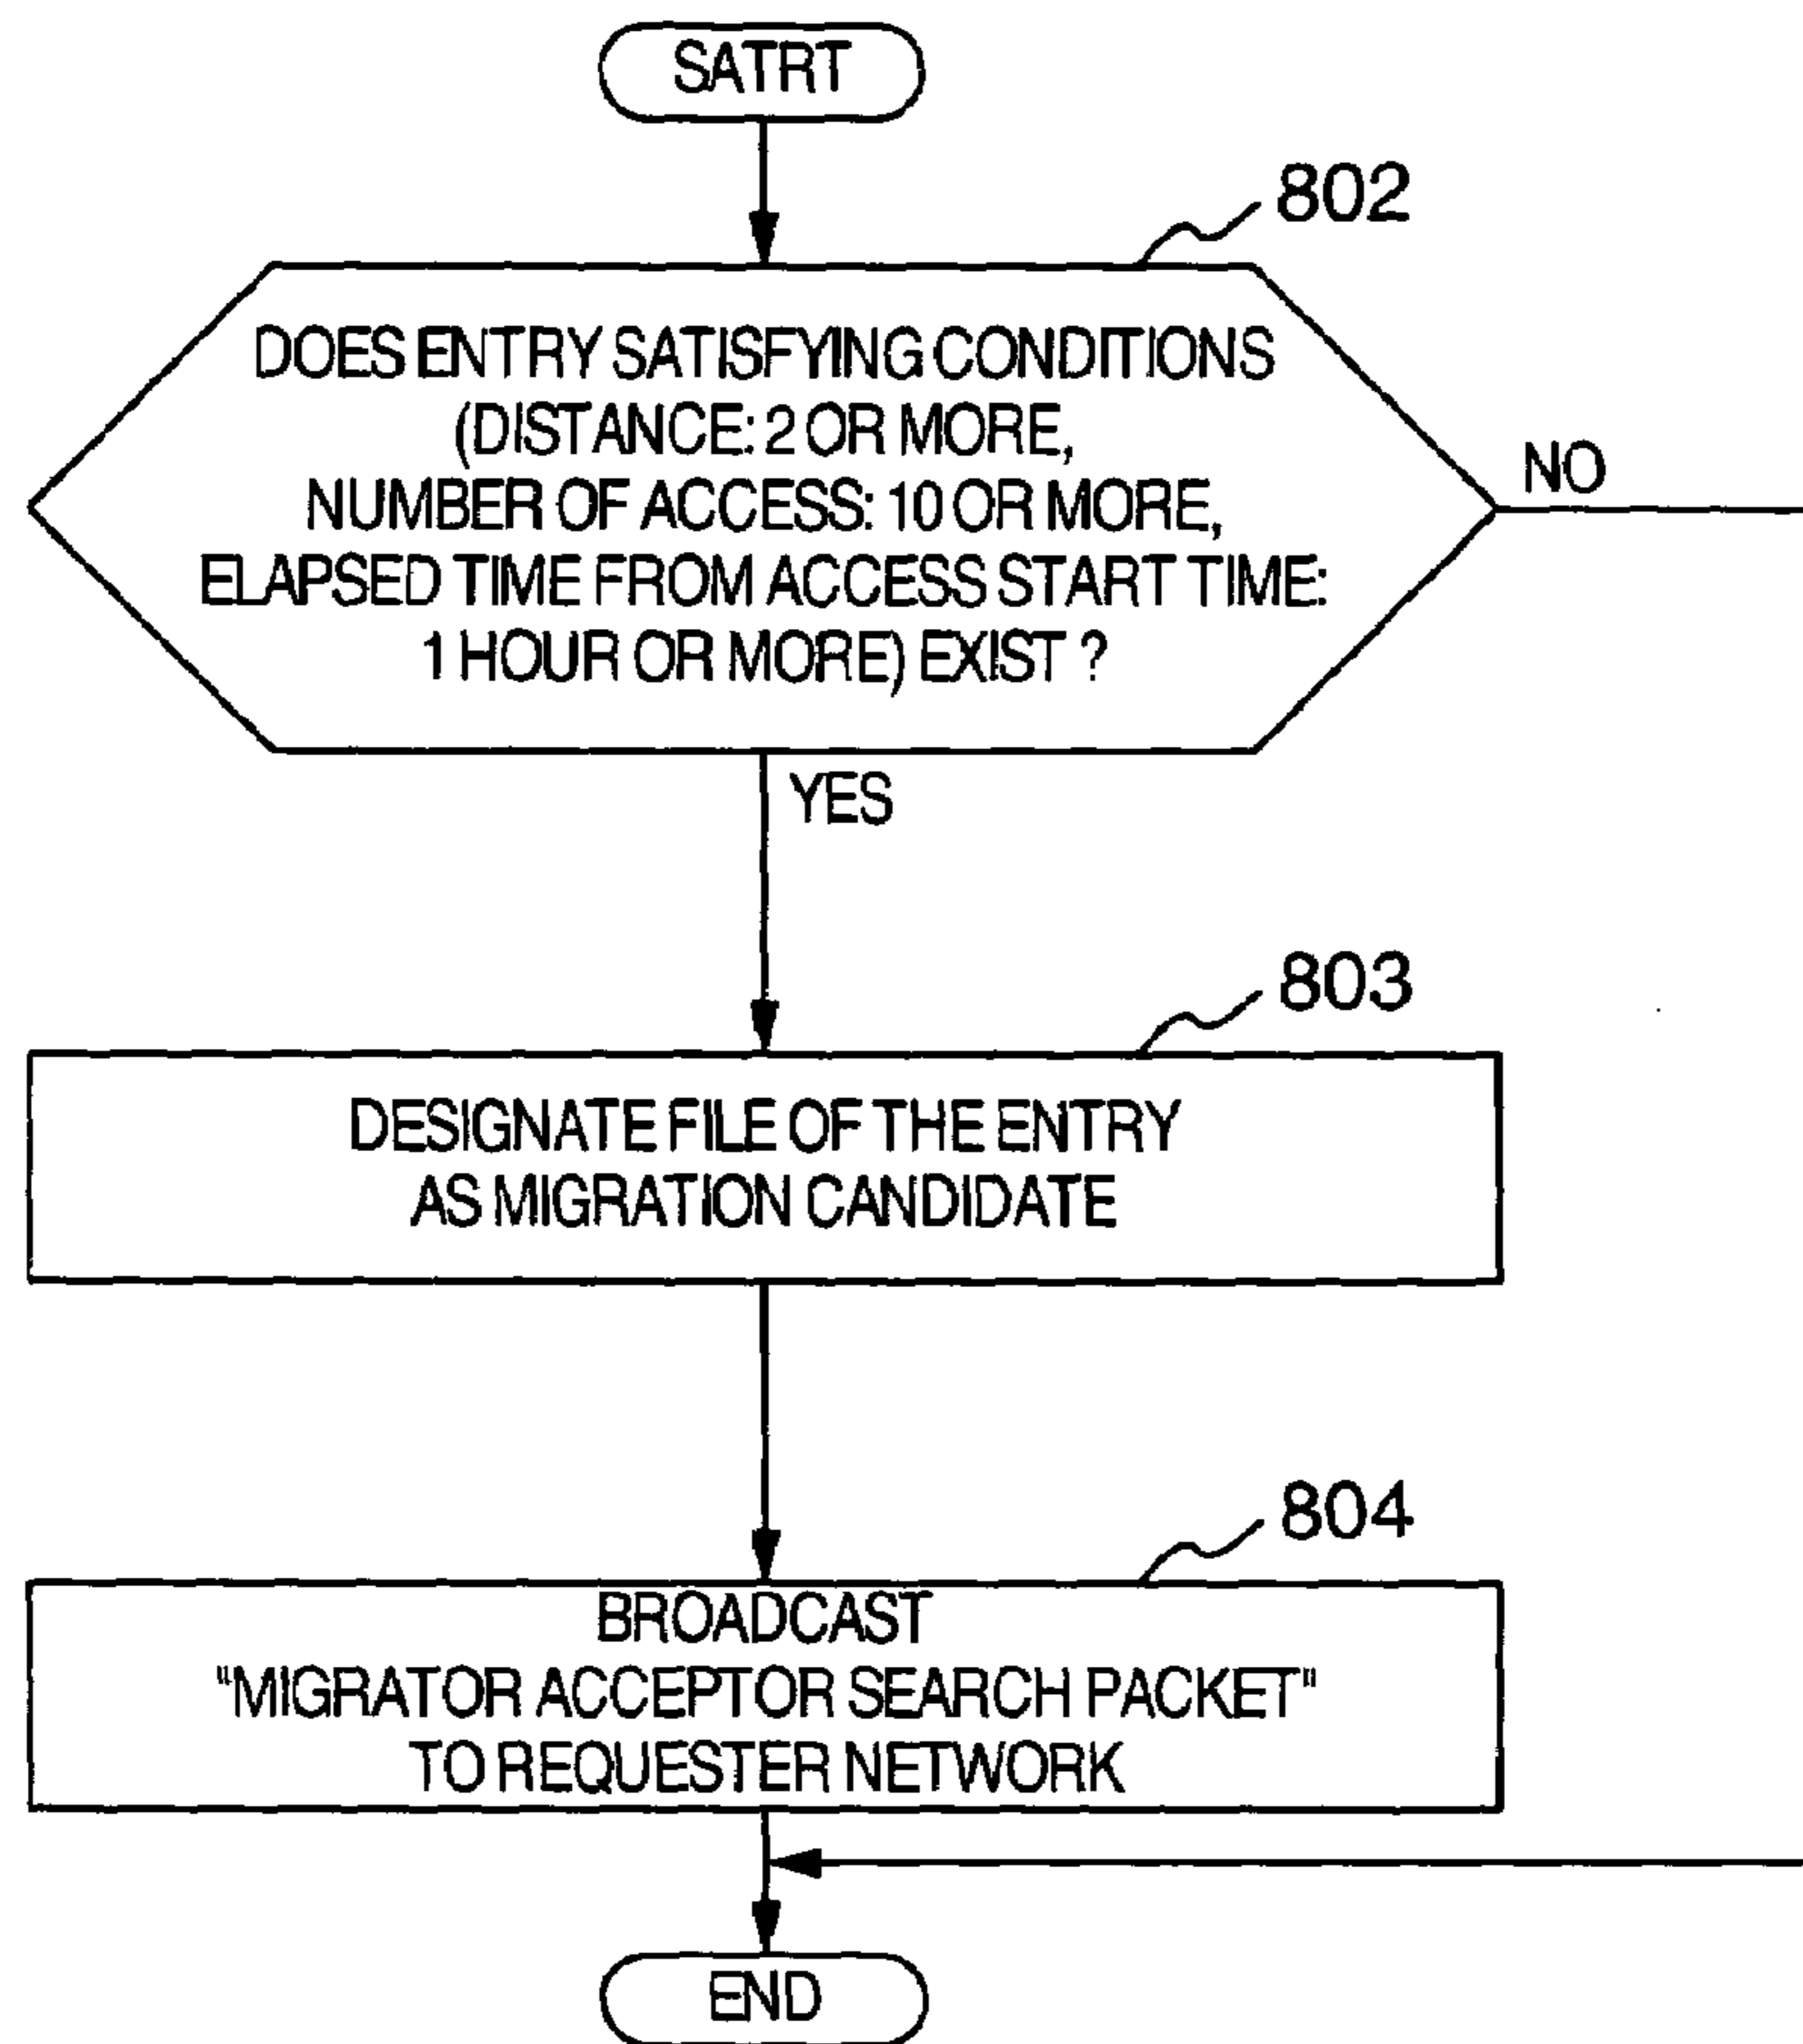 SATRT
802
DOES ENTRY SATISFYING CONDITIONS
(DISTANCE: 2 OR MORE,
NUMBER OF ACCESS: 10 OR MORE,
ELAPSED TIME FROM ACCESS START TIME:
1 HOUR OR MORE) EXIST ?
NO
YES
803
DESIGNATE FILE OF THE ENTRY
AS MIGRATION CANDIDATE
804
BROADCAST
"MIGRATOR ACCEPTOR SEARCH PACKET"
TO REQUESTER NETWORK
END